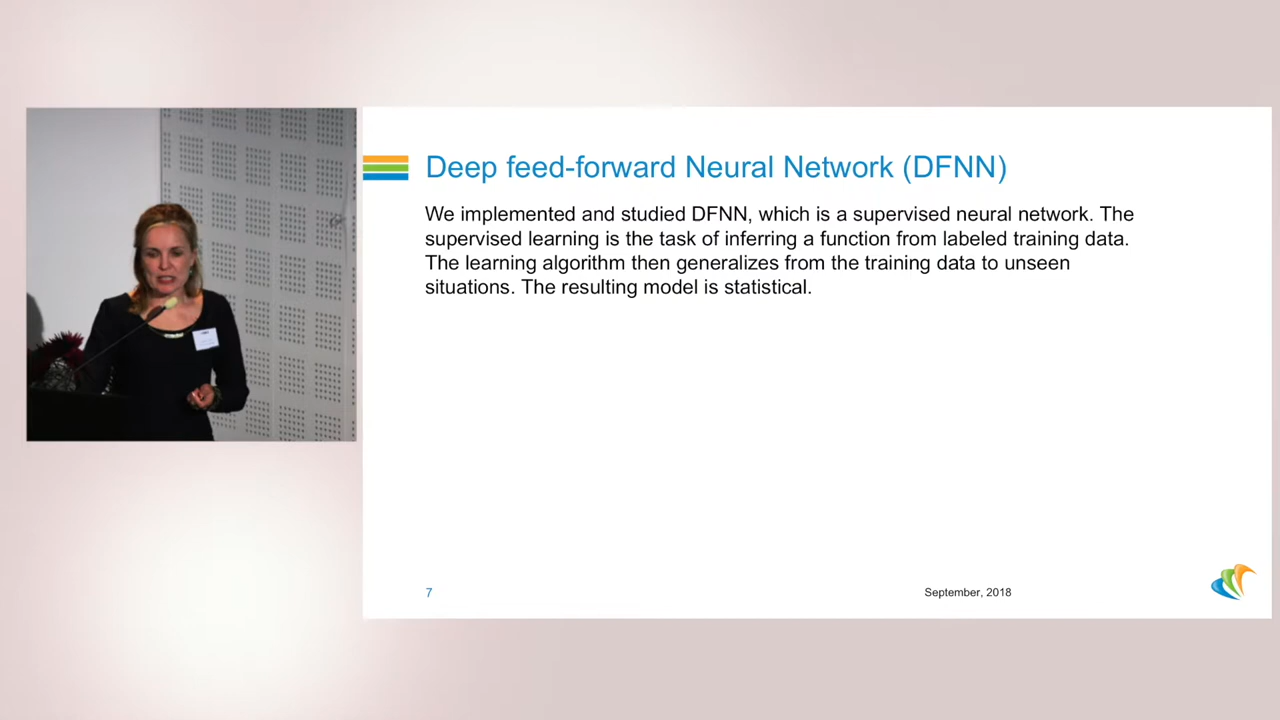 Deep feed-forward Neural Network (DFNN)
We implemented and studied DFNN, which is a supervised neural network. The
supervised learning is the task of inferring a function from labeled training data.
The learning algorithm then generalizes from the training data to unseen
situations. The resulting model is statistical.
7
September, 2018